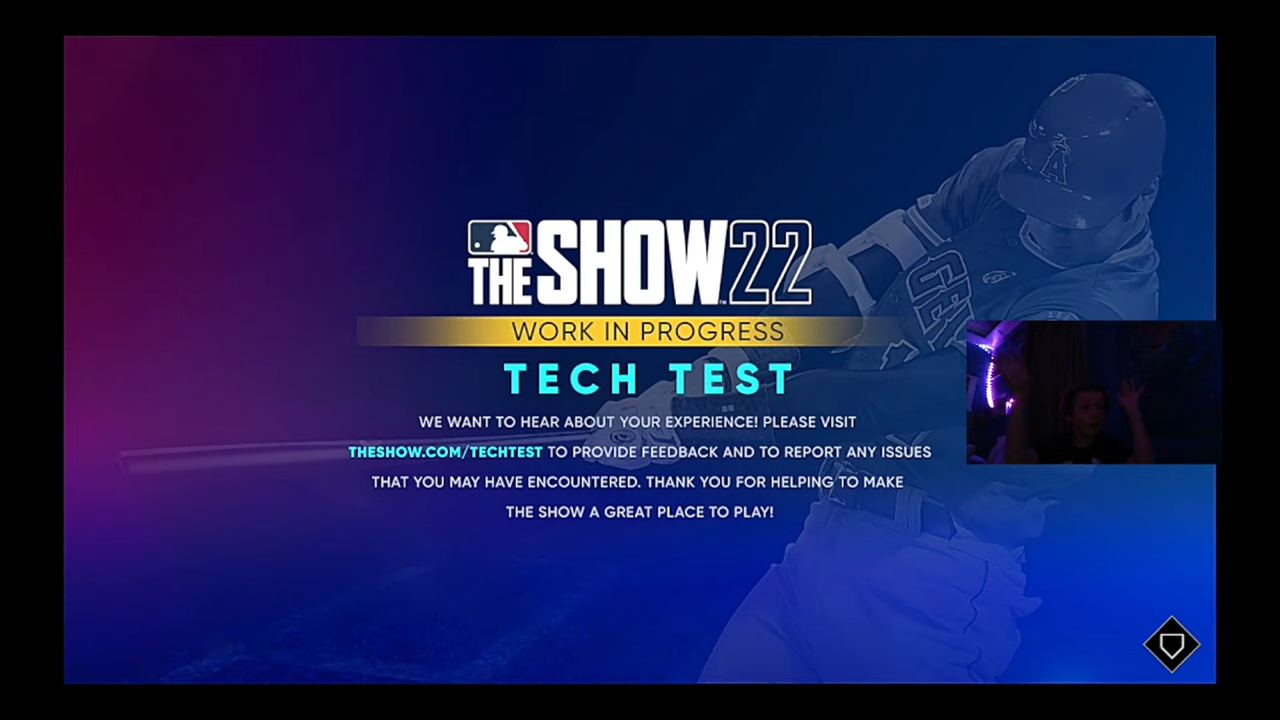 THE SHOW 22
WORK IN PROGRESS
TECH TEST
WE WANT TO HEAR ABOUT YOUR EXPERIENCE! PLEASE VISIT
THESHOW.COM/TECHTEST TO PROVIDE FEEDBACK AND TO REPORT ANY ISSUES
THAT YOU MAY HAVE ENCOUNTERED. THANK YOU FOR HELPING TO MAKE
THE SHOW A GREAT PLACE TO PLAY!
A